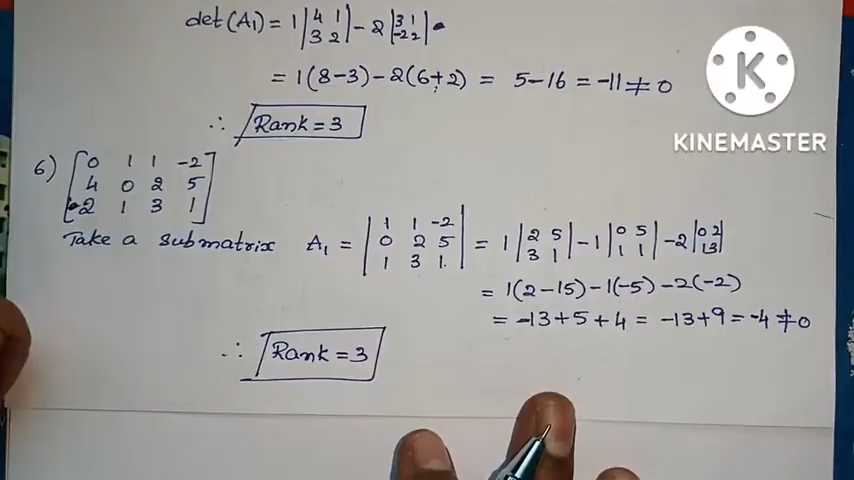 det(A₁) = 1 |4 1 3 2| - 2 |3 1 -2 2|
= 1(8-3) - 2(6+2) = 5-16 = -11 ≠ 0
K
KINEMASTER
∴ Rank = 3
6) [0 1 1 -2
4 0 2 5
-2 1 3 1]
Take a submatrix A₁ = |1 1 -2
0 2 5
1 3 1| = 1 |2 5 3 1| - 1 |0 5 1 1| - 2 |0 2 1 3|
= 1(2-15) - 1(-5) - 2(-2)
= -13+5+4 = -13+9 = -4 ≠ 0
∴ Rank = 3